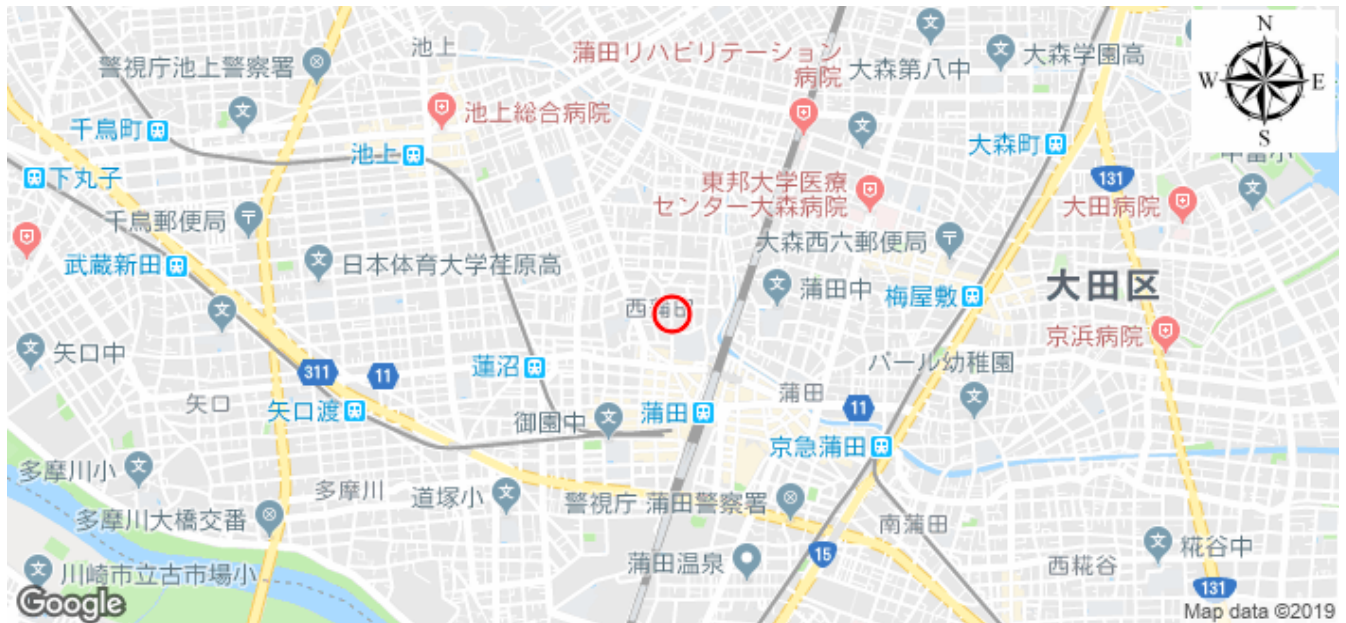 池上
蒲田リハビリテーション
病院
大森第八中
大森学園高
N
W
E
S
警視庁池上警察署
池上総合病院
千鳥町
池上
大森町
131
下丸子
東邦大学医療
センター大森病院
大田病院
千鳥郵便局
大森西六郵便局
日本体育大学荏原高
武蔵新田
蒲田中
梅屋敷
大田区
西蒲田
京浜病院
矢口中
蓮沼
パール幼稚園
311
11
矢口
矢口渡
御園中
蒲田
蒲田
11
京急蒲田
多摩川小
多摩川
道塚小
警視庁 蒲田警察署
多摩川大橋交番
南蒲田
15
蒲田温泉
西糀谷
糀谷中
川崎市立古市場小
131
Google
Map data ©2019